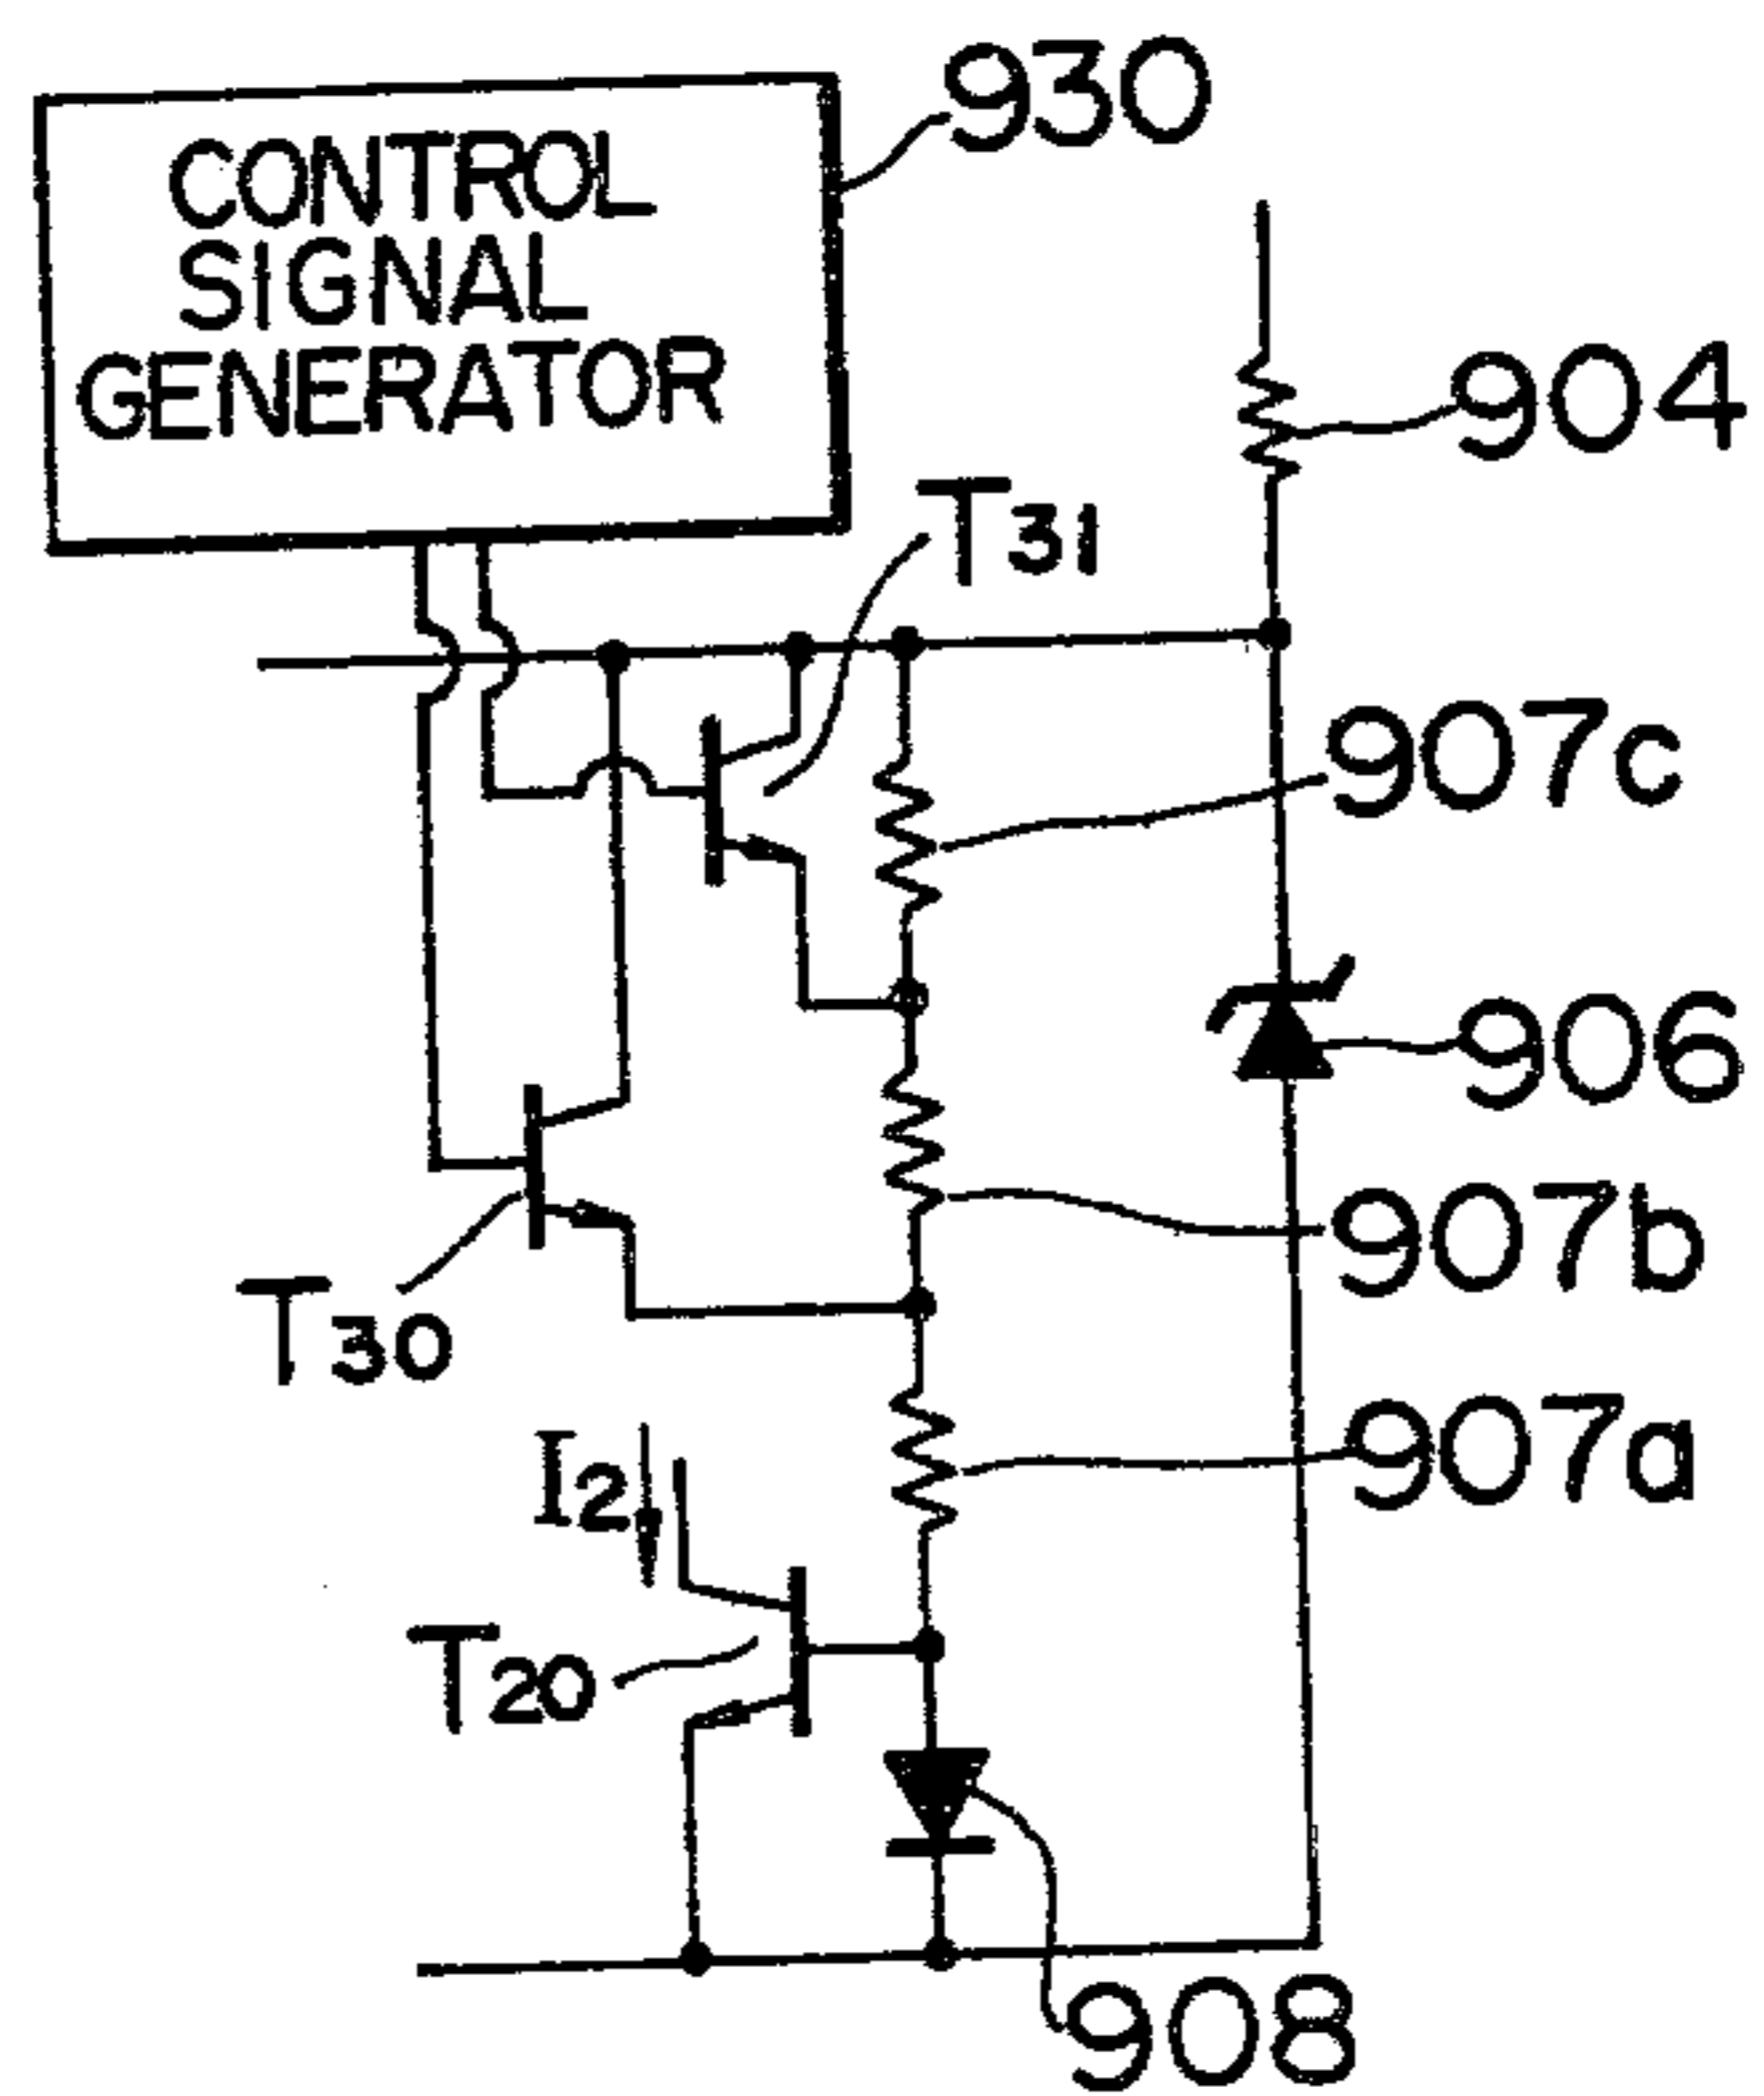 930
CONTROL
SIGNAL
GENERATOR
904
T31
907c
906
907b
T30
907a
I2
T20
908